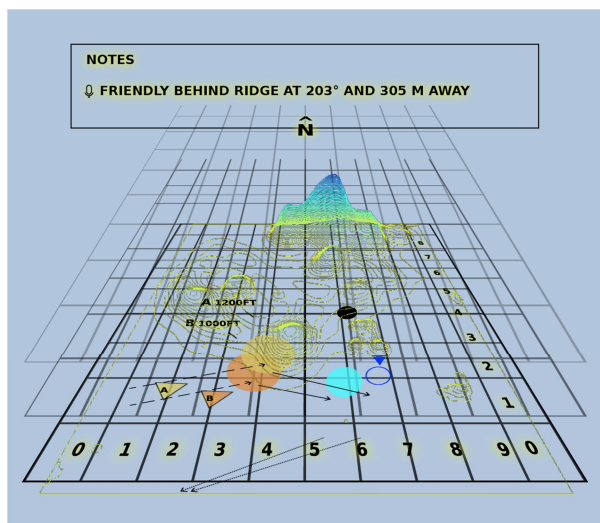 NOTES
FRIENDLY BEHIND RIDGE AT 203° AND 305 M AWAY
N
8
7
6
5
A 1200FT
4
B 1000FT
3
2
A
B
1
0 1 2 3 4 5 6 7 8 9 0